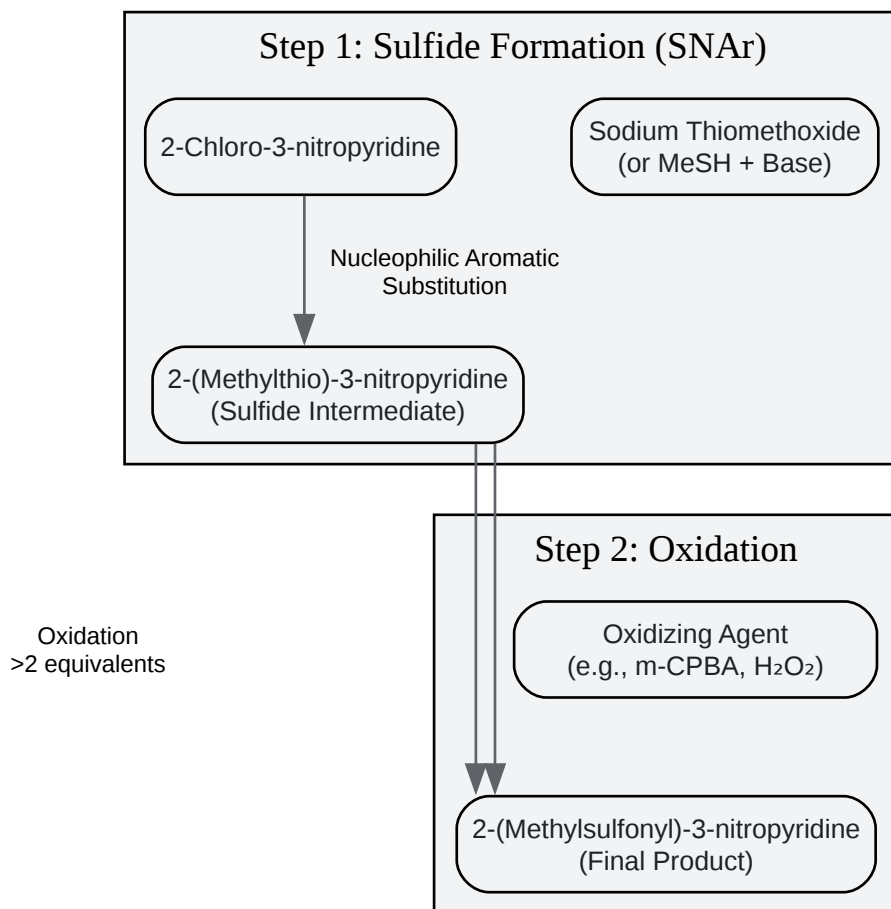 Step 1: Sulfide Formation (SNAr)
2-Chloro-3-nitropyridine
Sodium Thiomethoxide
(or MeSH + Base)
Nucleophilic Aromatic
Substitution
2-(Methylthio)-3-nitropyridine
(Sulfide Intermediate)
Step 2: Oxidation
Oxidation
>2 equivalents
Oxidizing Agent
(e.g., m-CPBA, H₂O₂)
2-(Methylsulfonyl)-3-nitropyridine
(Final Product)